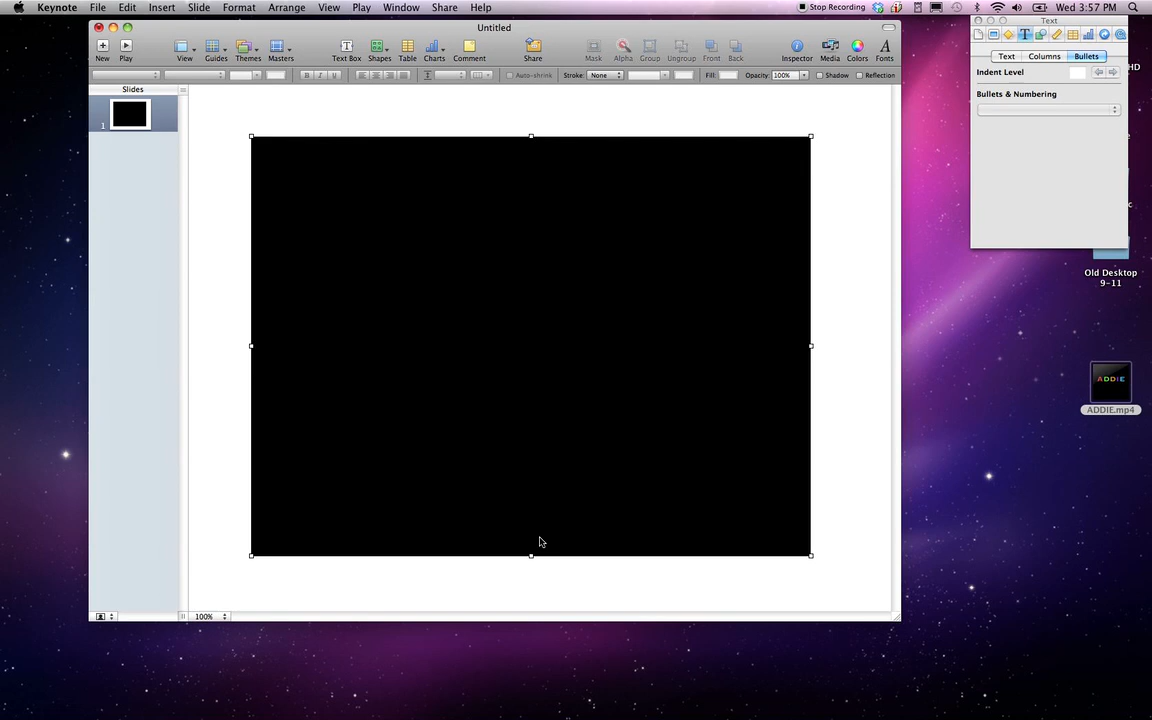 Keynote File Edit Insert Slide Format Arrange View Play Window Share Help Stop Recording Wed 3:57 PM
Untitled
New Play View Guides Themes Masters Text Box Shapes Table Charts Comment Share Mask Alpha Group Ungroup Front Back Inspector Media Colors Fonts
B I U Auto-shrink Stroke: None Fill: Opacity: 100% Shadow Reflection
Slides
1
100%
Text
Text Columns Bullets
Indent Level
Bullets & Numbering
HD
Old Desktop
9-11
ADDIE
ADDIE.mp4